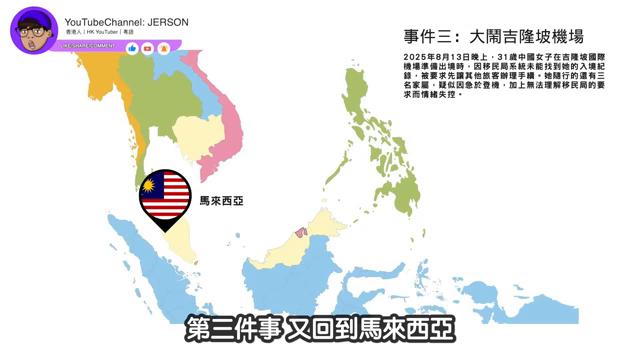 YouTubeChannel: JERSON
香港人 | HK YouTuber | 粵語
LIKE/SHARE/COMMENT
事件三：大鬧吉隆坡機場
2025年8月13日晚上，31歲中國女子在吉隆坡國際
機場準備出境時，因移民局系統未能找到她的入境紀
錄，被要求先讓其他旅客辦理手續。她隨行的還有三
名家屬，疑似因急於登機，加上無法理解移民局的要
求而情緒失控。
馬來西亞
第三件事 又回到馬來西亞